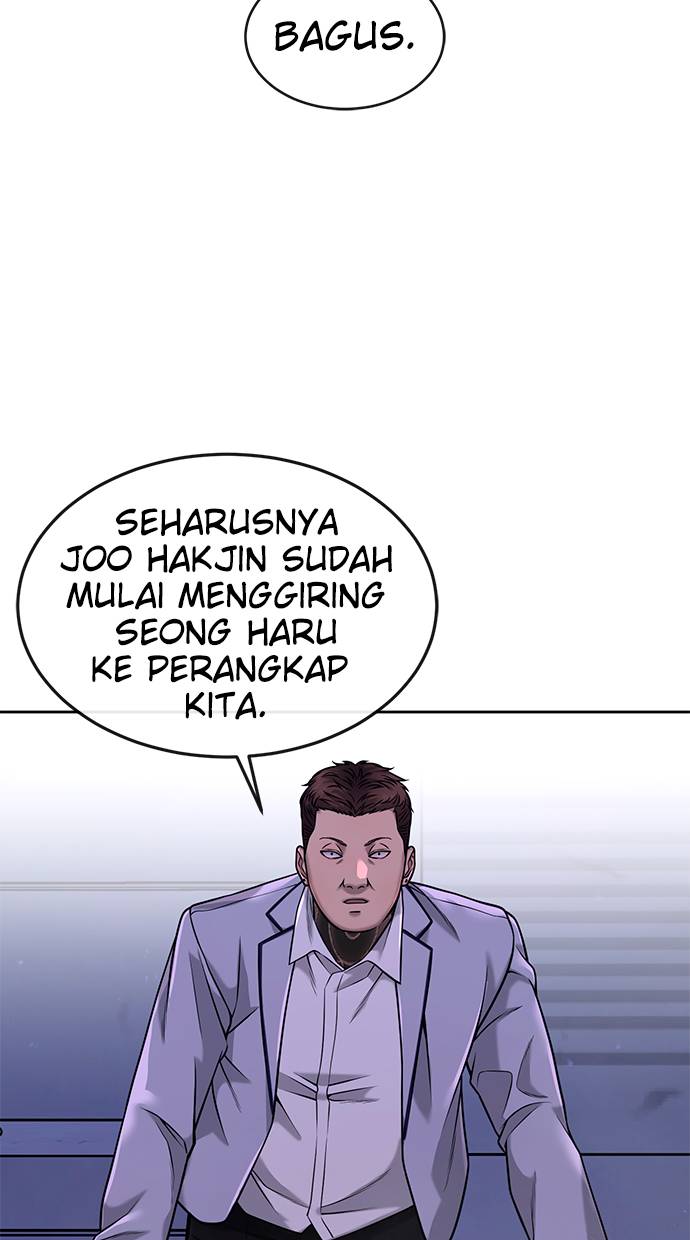 BAGUS.
SEHARUSNYA
JOO HAKJIN SUDAH
MULAI MENGGIRING
SEONG HARU
KE PERANGKAP
KITA.